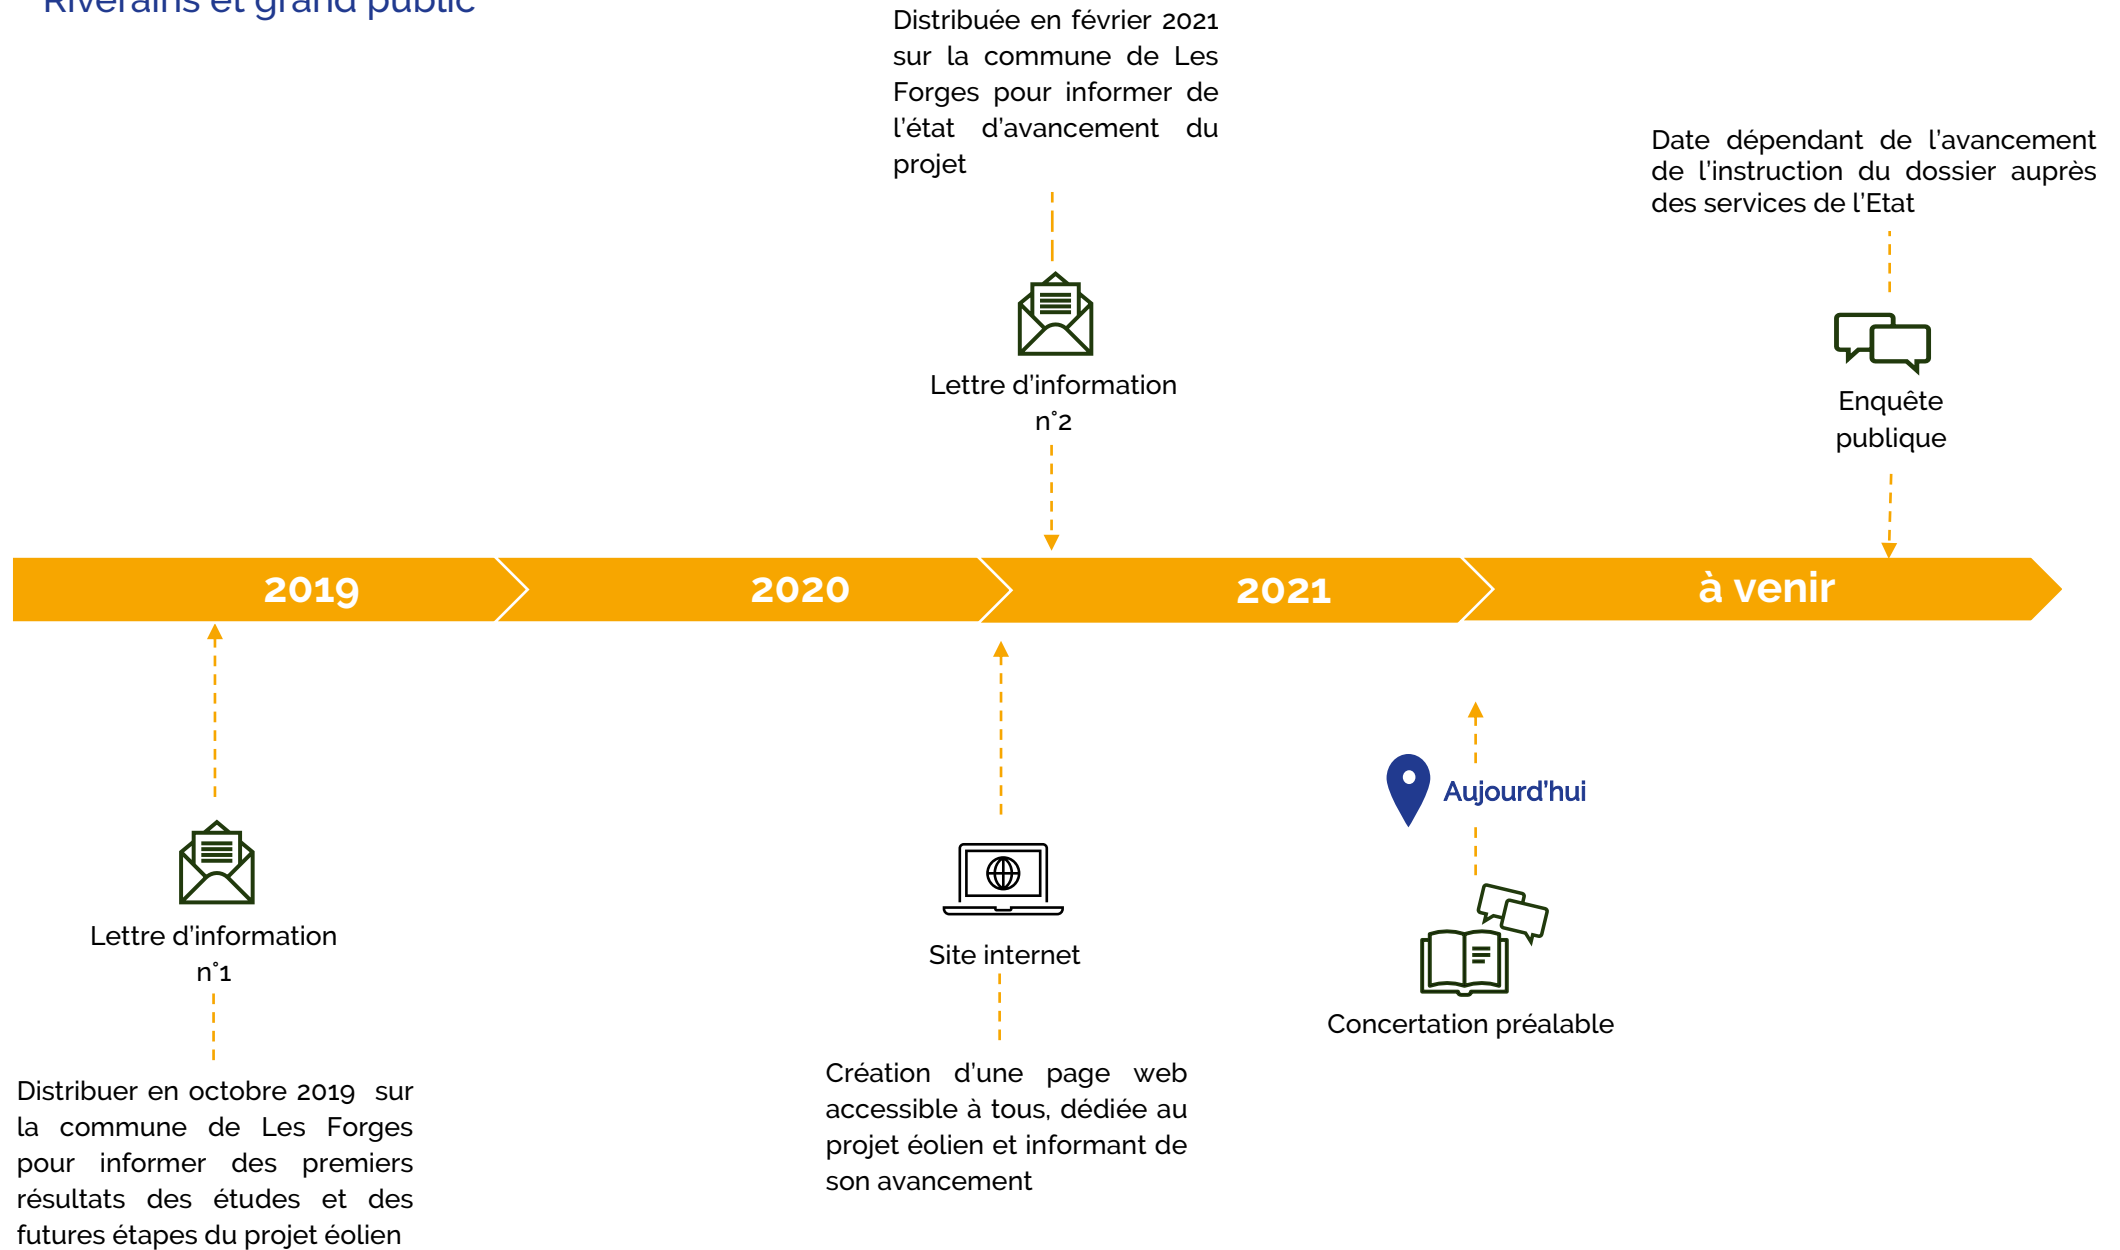 Riverains et grand public
Distribuée en février 2021
sur la commune de Les
Forges pour informer de
l'état d'avancement du
projet
Date dépendant de l'avancement
de l'instruction du dossier auprès
des services de l'Etat
Lettre d'information
n°2
Enquête
publique
2019
2020
2021
à venir
Aujourd'hui
Lettre d'information
n°1
Site internet
Concertation préalable
Distribuer en octobre 2019 sur
la commune de Les Forges
pour informer des premiers
résultats des études et des
futures étapes du projet éolien
Création d'une page web
accessible à tous, dédiée au
projet éolien et informant de
son avancement